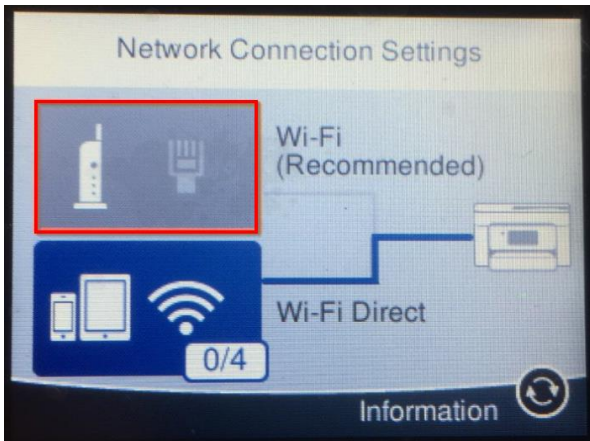 Network Connection Settings
Wi-Fi
(Recommended)
Wi-Fi Direct
0/4
Information